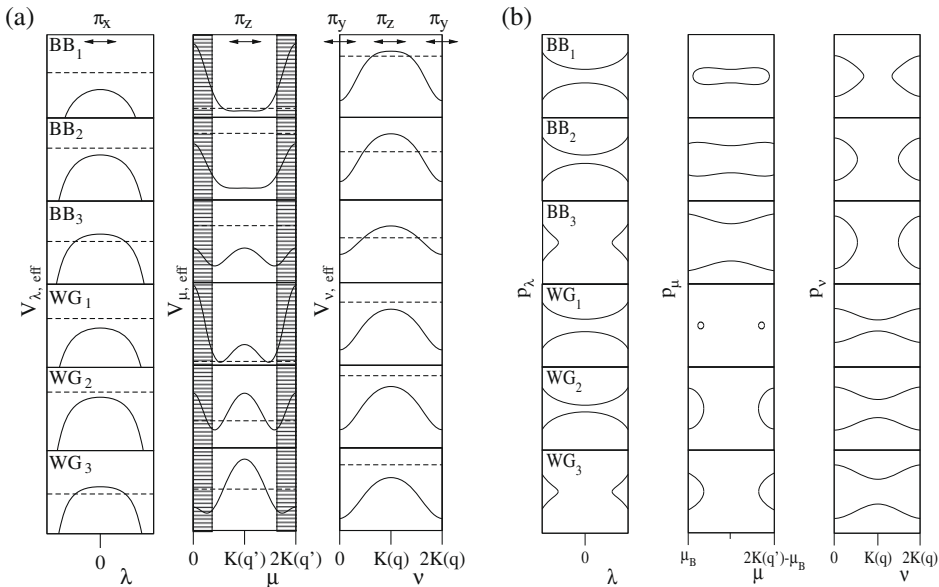 (a)
π_x
π_z
π_y π_z π_y
BB_1
BB_2
BB_3
WG_1
WG_2
WG_3
V_λ, eff
V_μ, eff
V_ν, eff
0
λ
0 K(q') 2K(q')
μ
0 K(q) 2K(q)
ν
(b)
BB_1
BB_2
BB_3
WG_1
WG_2
WG_3
p_λ
p_μ
p_ν
0
λ
μ_B 2K(q')-μ_B
μ
0 K(q) 2K(q)
ν